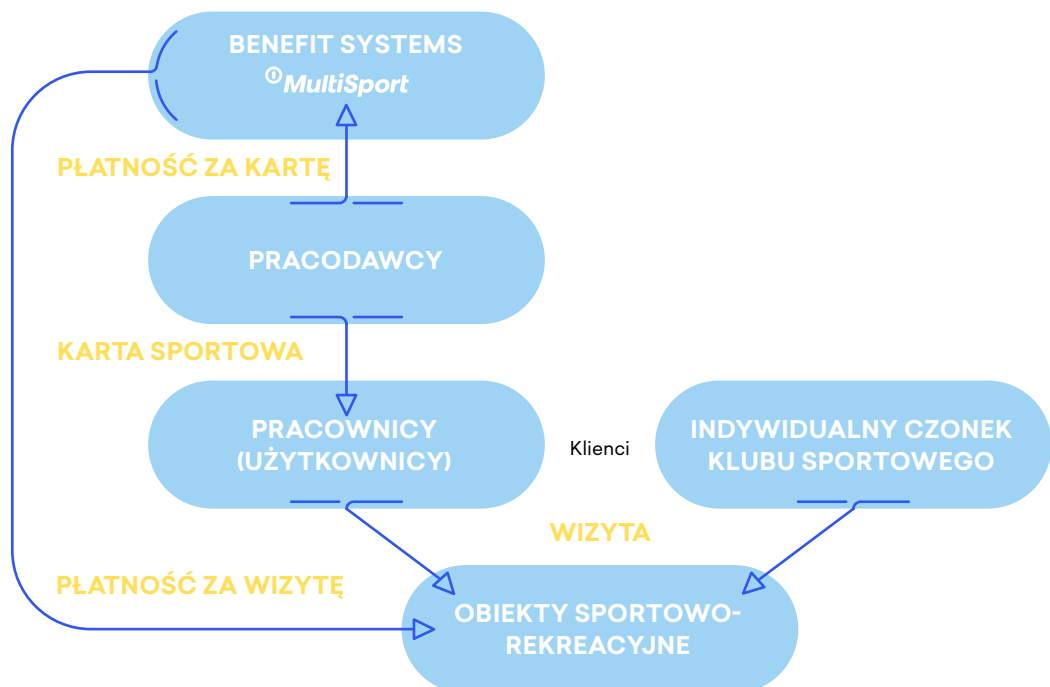 BENEFIT SYSTEMS
MultiSport
PŁATNOŚĆ ZA KARTĘ
PRACODAWCY
KARTA SPORTOWA
PRACOWNICY
(UŻYTKOWNICY)
Klienci
INDYWIDUALNY CZONEK
KLUBU SPORTOWEGO
WIZYTA
PŁATNOŚĆ ZA WIZYTĘ
OBIEKTY SPORTOWO-
REKREACYJNE